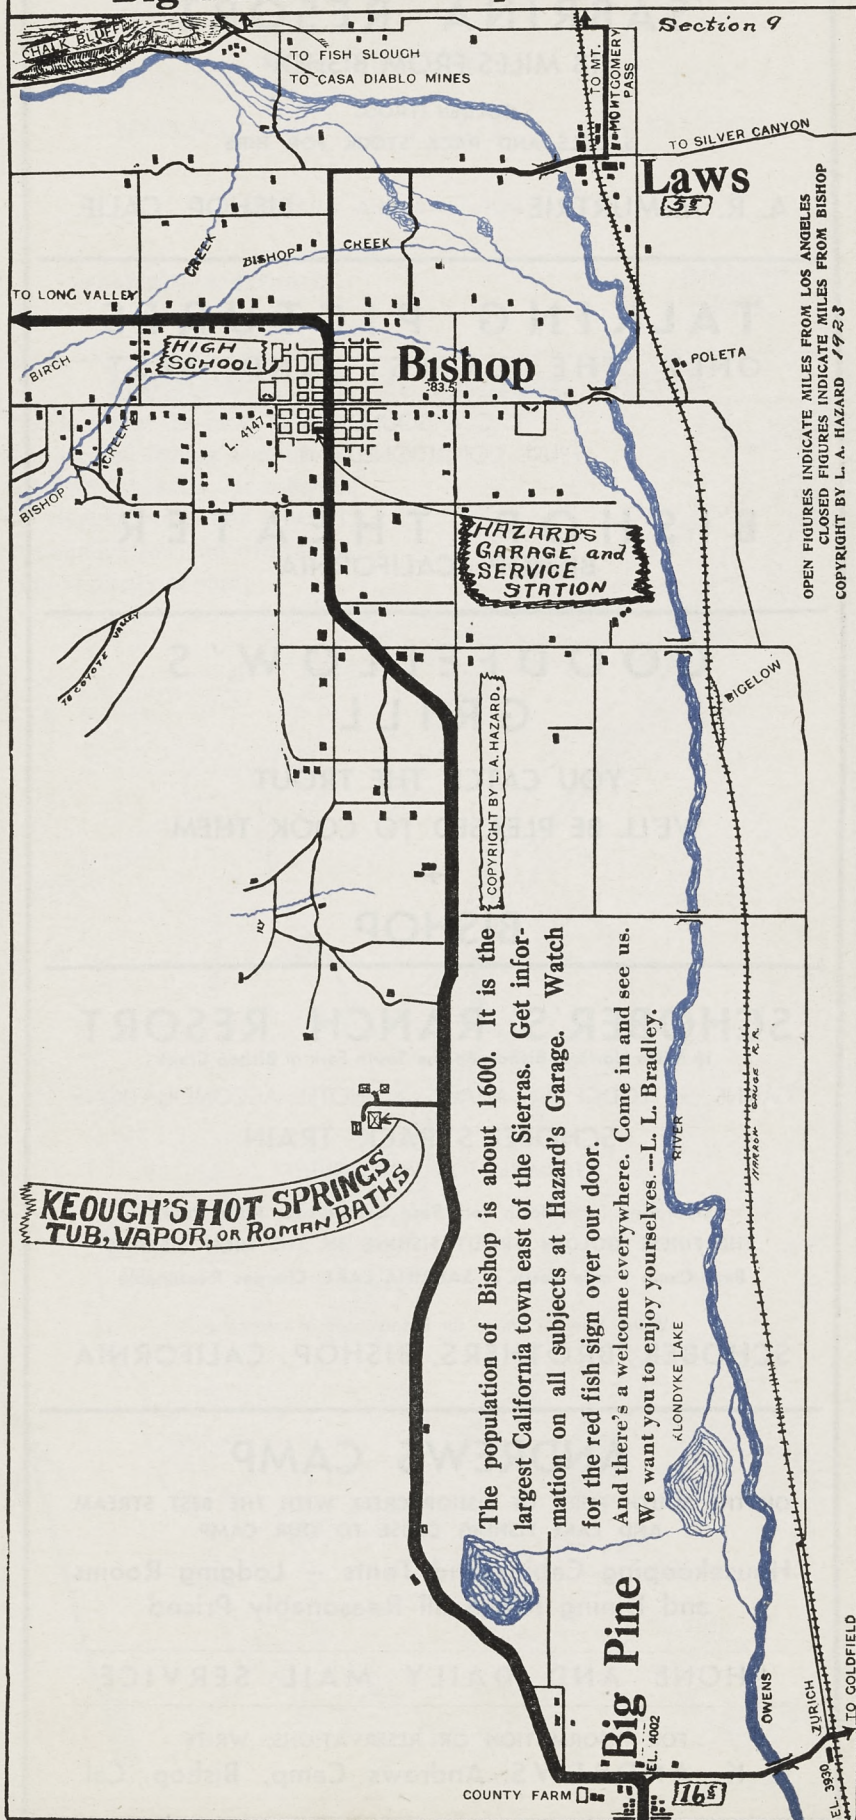 Section 9
CHALK BLUFF
TO FISH SLOUGH
TO CASA DIABLO MINES
TO MT.
MONTGOMERY
PASS
TO SILVER CANYON
Laws
5⁵
OPEN FIGURES INDICATE MILES FROM LOS ANGELES
CLOSED FIGURES INDICATE MILES FROM BISHOP
COPYRIGHT BY L. A. HAZARD 1923
CREEK
BISHOP
CREEK
TO LONG VALLEY
HIGH
SCHOOL
Bishop
283.5
BIRCH
CREEK
BISHOP
L. 4147
POLETA
HAZARD'S
GARAGE and
SERVICE
STATION
TO COYOTE VALLEY
BIGELOW
COPYRIGHT BY L. A. HAZARD.
The population of Bishop is about 1600. It is the
largest California town east of the Sierras. Get infor-
mation on all subjects at Hazard's Garage. Watch
for the red fish sign over our door.
And there's a welcome everywhere. Come in and see us.
We want you to enjoy yourselves.---L. L. Bradley.
RIVER
NARROW GAUGE R.R.
KEOUGH'S HOT SPRINGS
TUB, VAPOR, OR ROMAN BATHS
KLONDYKE LAKE
Big Pine
EL. 4002
OWENS
ZURICH
TO GOLDFIELD
EL. 3930
COUNTY FARM
16⁵